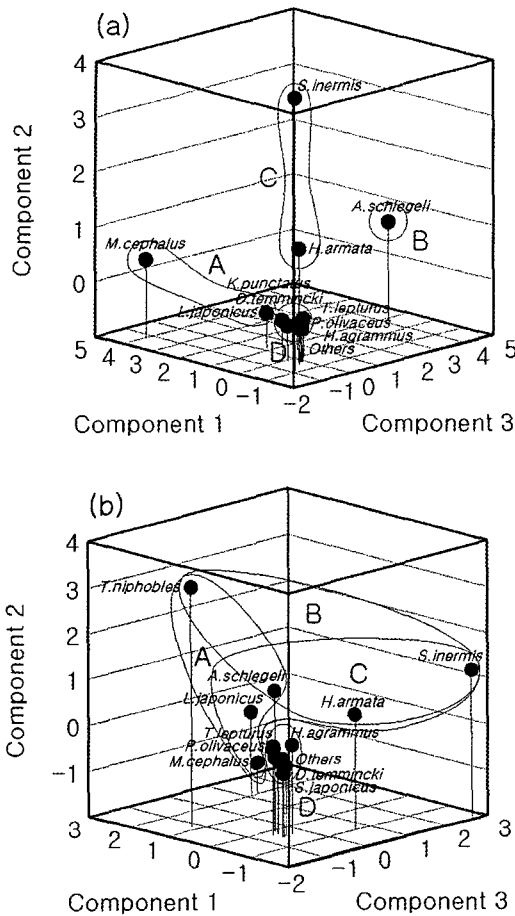 (a)
4
3
2
1
0
Component 2
S.inermis
C
A.schlegeli
B
M.cephalus
A
H.armata
K.punctatus
D.temmincki
L.japonicus
T.lepturus
P.olivaceus
H.agrammus
Others
D
5 4 3 2 1 0 -1 -2
-1 0 1 2 3 4 5
Component 1
Component 3
(b)
4
3
2
1
0
-1
Component 2
T.niphobles
B
A
C
S.inermis
A.schlegeli
L.japonicus
H.armata
T.lepturus
H.agrammus
P.olivaceus
Others
M.cephalus
D.temmincki
S.japonicus
D
3 2 1 0 -1 -2
-1 0 1 2 3
Component 1
Component 3